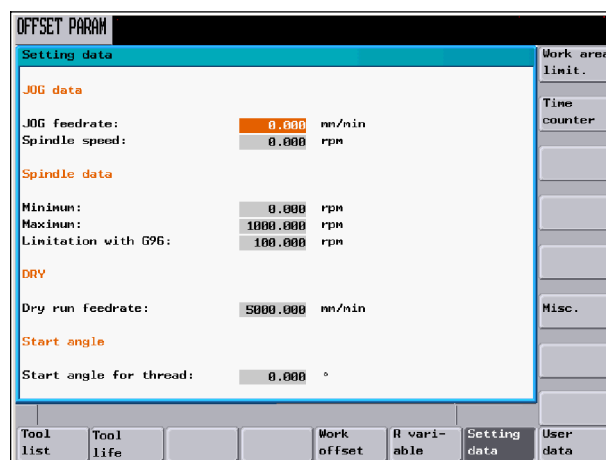 OFFSET PARAM
Setting data
Work area
limit.
JOG data
Time
counter
JOG feedrate: 0.000 mm/min
Spindle speed: 0.000 rpm
Spindle data
Minimum: 0.000 rpm
Maximum: 1000.000 rpm
Limitation with G96: 100.000 rpm
DRY
Dry run feedrate: 5000.000 mm/min
Misc.
Start angle
Start angle for thread: 0.000 °
Tool
list
Tool
life
Work
offset
R vari-
able
Setting
data
User
data